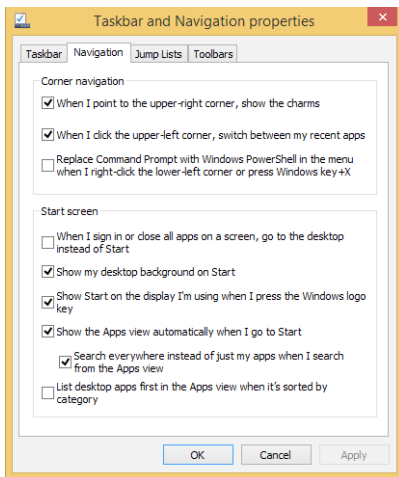 Taskbar and Navigation properties
Taskbar Navigation Jump Lists Toolbars
Corner navigation
When I point to the upper-right corner, show the charms
When I click the upper-left corner, switch between my recent apps
Replace Command Prompt with Windows PowerShell in the menu
when I right-click the lower-left corner or press Windows key+X
Start screen
When I sign in or close all apps on a screen, go to the desktop
instead of Start
Show my desktop background on Start
Show Start on the display I'm using when I press the Windows logo
key
Show the Apps view automatically when I go to Start
Search everywhere instead of just my apps when I search
from the Apps view
List desktop apps first in the Apps view when it's sorted by
category
OK Cancel Apply